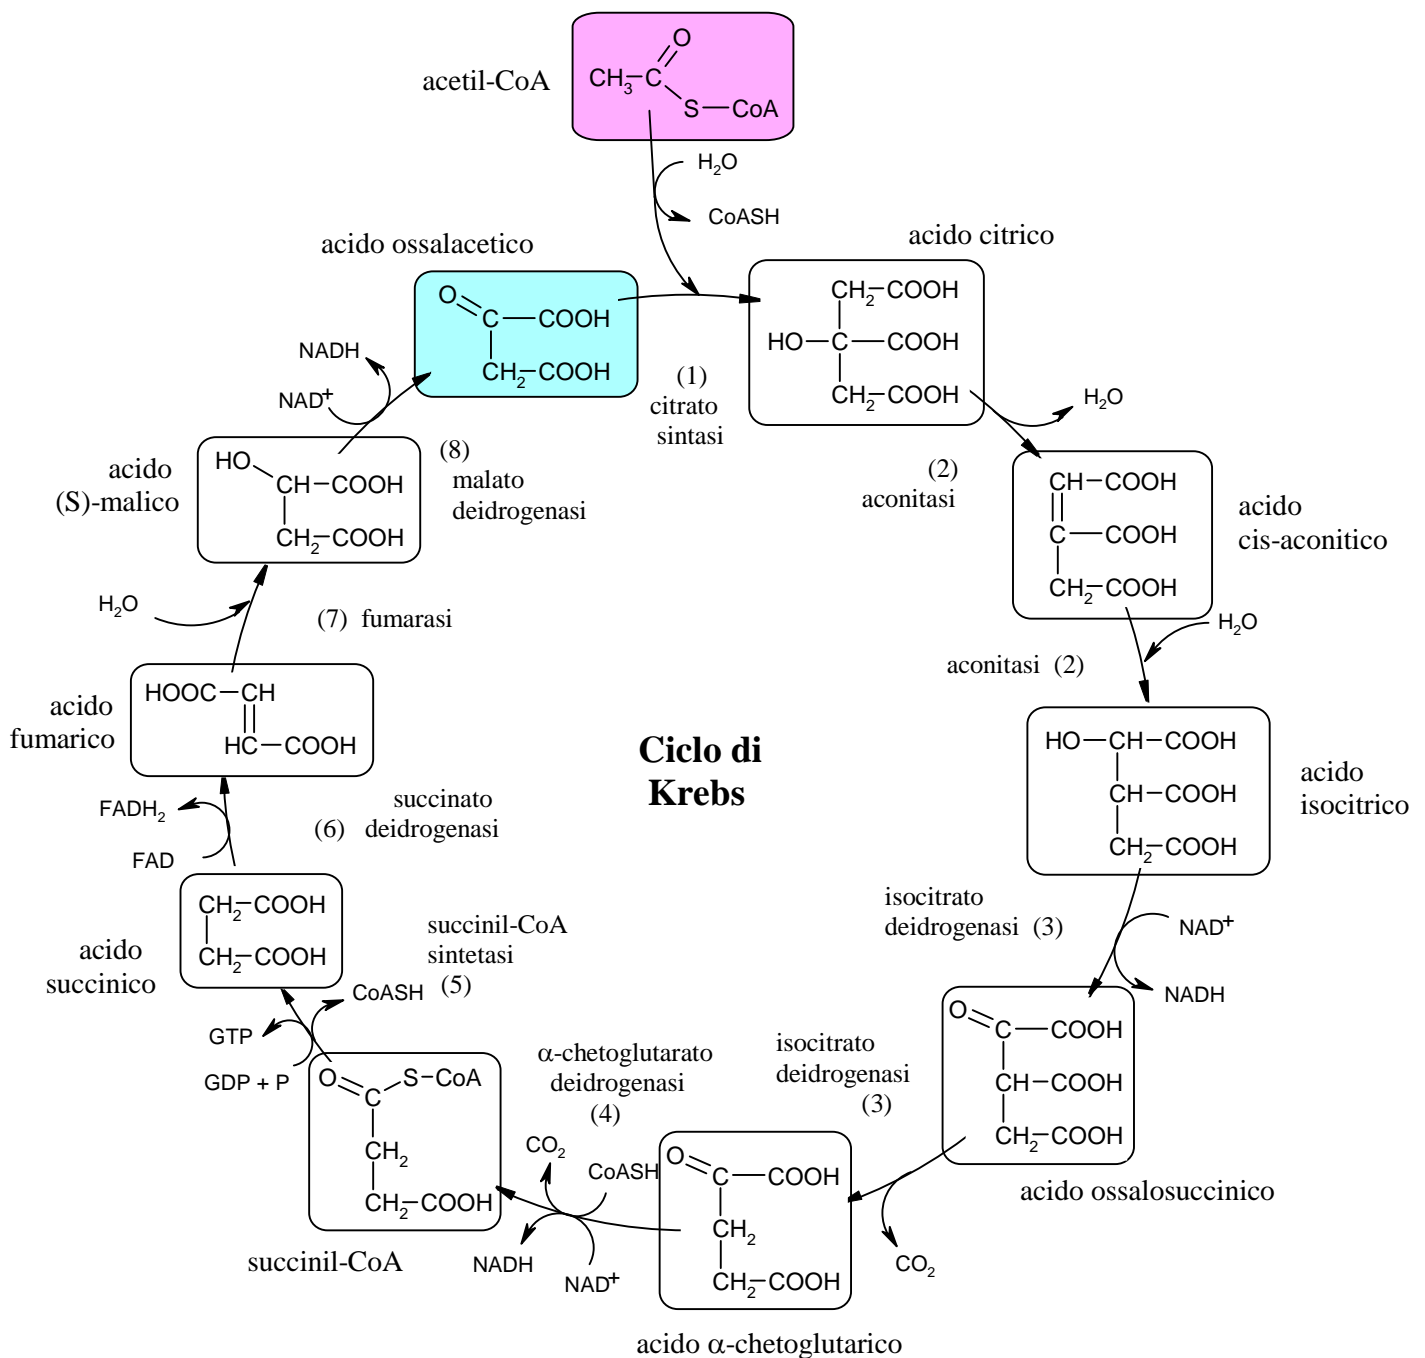 acetil-CoA
O
CH₃–C
S–CoA
H₂O
CoASH
acido ossalacetico
O
C–COOH
CH₂–COOH
acido citrico
CH₂–COOH
HO–C–COOH
CH₂–COOH
(1)
citrato
sintasi
H₂O
(2)
aconitasi
CH–COOH
C–COOH
CH₂–COOH
acido
cis-aconitico
H₂O
aconitasi (2)
HO–CH–COOH
CH–COOH
CH₂–COOH
acido
isocitrico
isocitrato
deidrogenasi (3)
NAD+
NADH
O
C–COOH
CH–COOH
CH₂–COOH
acido ossalosuccinico
isocitrato
deidrogenasi
(3)
CO₂
O
C–COOH
CH₂
CH₂–COOH
acido α-chetoglutarico
α-chetoglutarato
deidrogenasi
(4)
CO₂
CoASH
NADH
NAD+
O
S–CoA
C
CH₂
CH₂–COOH
succinil-CoA
succinil-CoA
sintetasi
(5)
CoASH
GTP
GDP + P
CH₂–COOH
CH₂–COOH
acido
succinico
succinato
(6) deidrogenasi
FADH₂
FAD
HOOC–CH
HC–COOH
acido
fumarico
(7) fumarasi
H₂O
HO
CH–COOH
CH₂–COOH
acido
(S)-malico
(8)
malato
deidrogenasi
NADH
NAD+
Ciclo di
Krebs